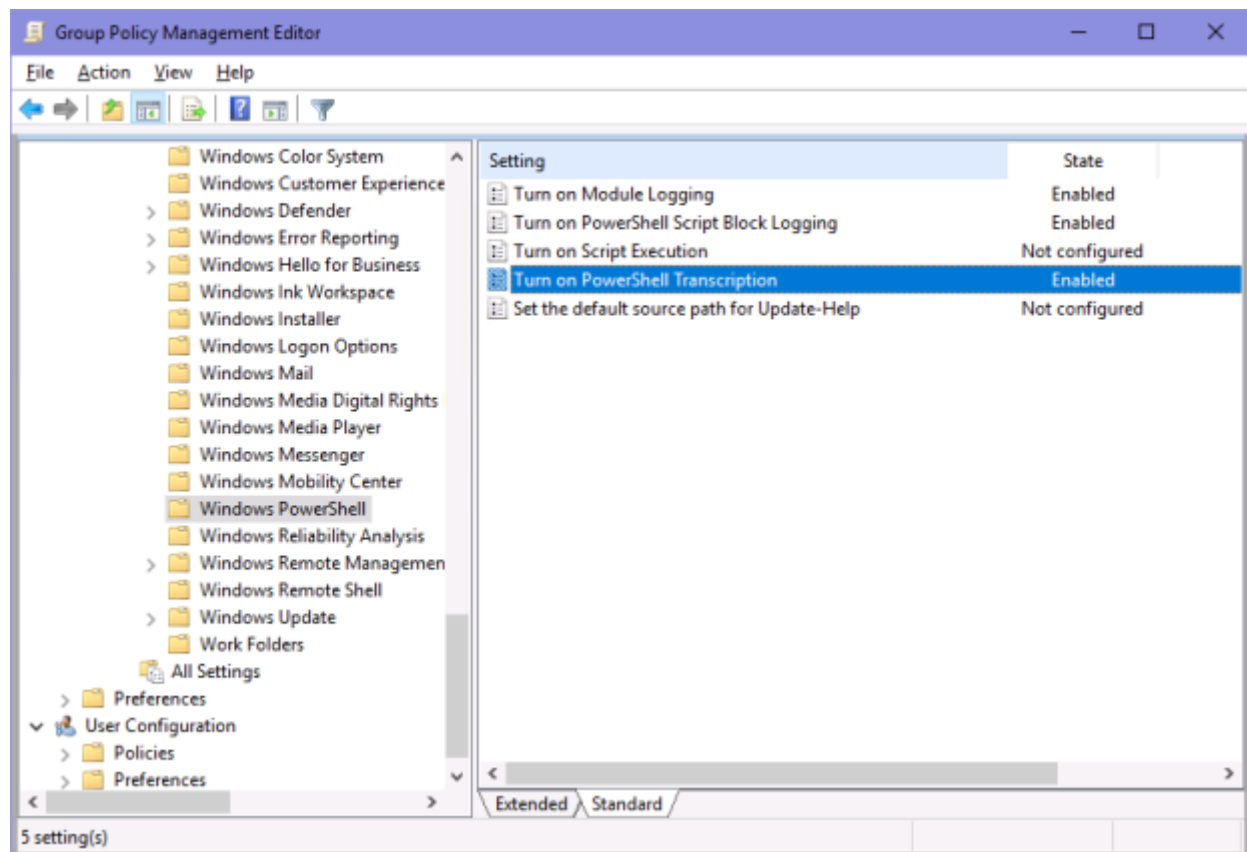 Group Policy Management Editor
File Action View Help
Windows Color System
Windows Customer Experience
Windows Defender
Windows Error Reporting
Windows Hello for Business
Windows Ink Workspace
Windows Installer
Windows Logon Options
Windows Mail
Windows Media Digital Rights
Windows Media Player
Windows Messenger
Windows Mobility Center
Windows PowerShell
Windows Reliability Analysis
Windows Remote Managemen
Windows Remote Shell
Windows Update
Work Folders
All Settings
Preferences
User Configuration
Policies
Preferences
Setting State
Turn on Module Logging Enabled
Turn on PowerShell Script Block Logging Enabled
Turn on Script Execution Not configured
Turn on PowerShell Transcription Enabled
Set the default source path for Update-Help Not configured
Extended Standard
5 setting(s)